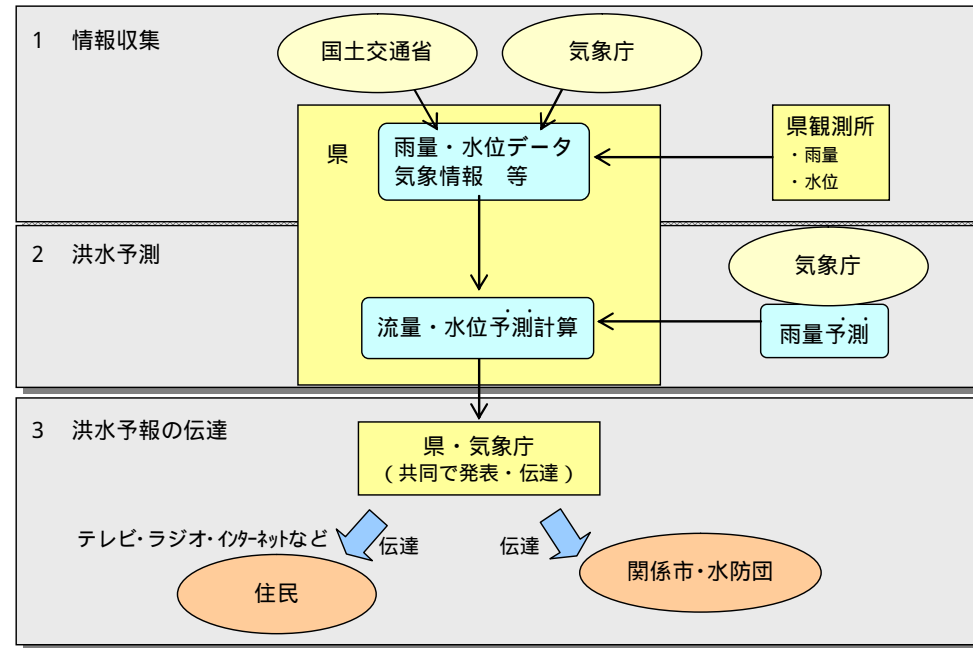 1 情報収集
国土交通省
気象庁
県
雨量・水位データ
気象情報 等
県観測所
・雨量
・水位
2 洪水予測
気象庁
流量・水位予測計算
雨量予測
3 洪水予報の伝達
県・気象庁
(共同で発表・伝達)
テレビ・ラジオ・インターネットなど
伝達
伝達
住民
関係市・水防団